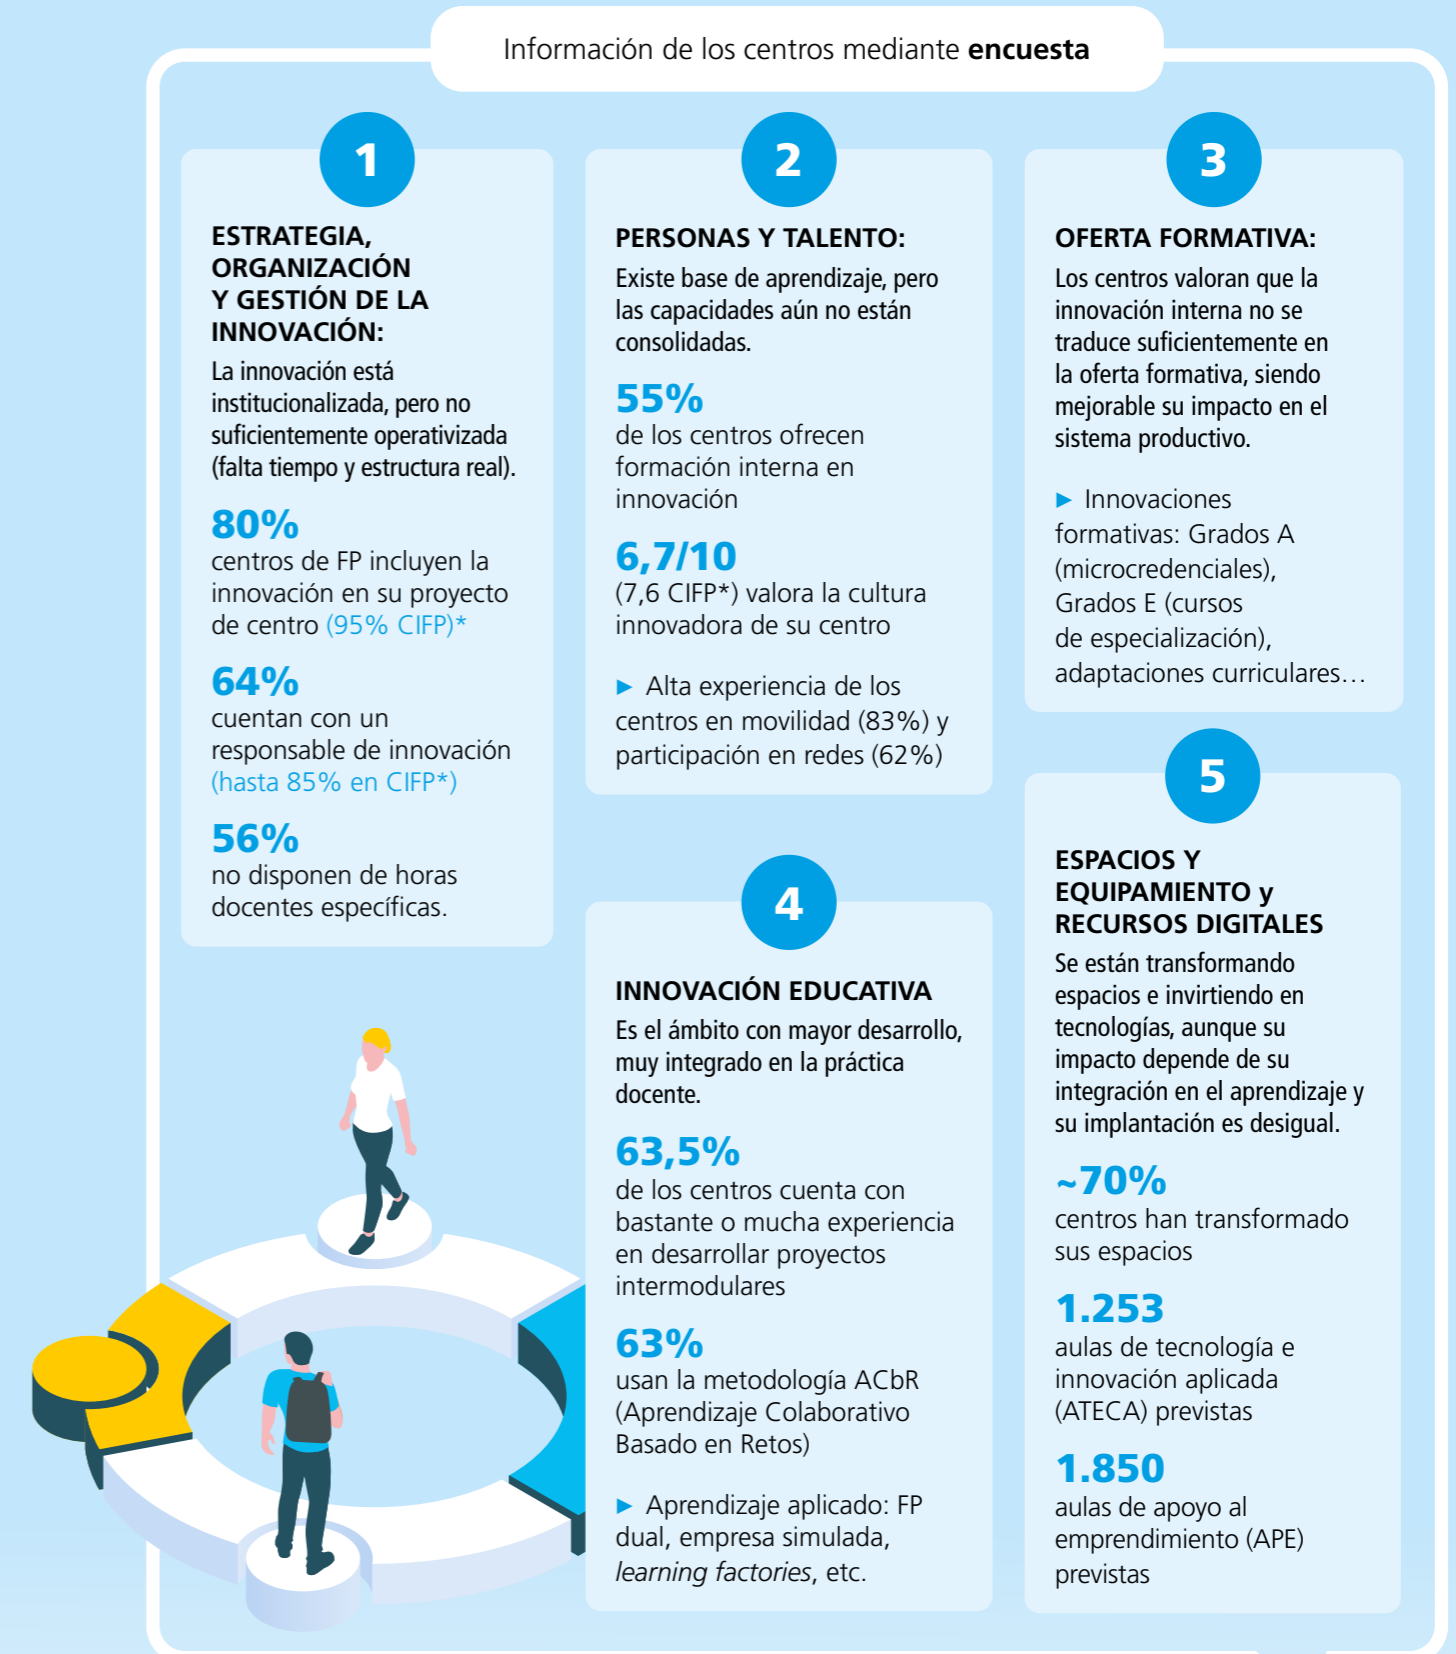 Información de los centros mediante encuesta
1
ESTRATEGIA,
ORGANIZACIÓN
Y GESTIÓN DE LA
INNOVACIÓN:
La innovación está
institucionalizada, pero no
suficientemente operativizada
(falta tiempo y estructura real).
80%
centros de FP incluyen la
innovación en su proyecto
de centro (95% CIFP)*
64%
cuentan con un
responsable de innovación
(hasta 85% en CIFP*)
56%
no disponen de horas
docentes específicas.
2
PERSONAS Y TALENTO:
Existe base de aprendizaje, pero
las capacidades aún no están
consolidadas.
55%
de los centros ofrecen
formación interna en
innovación
6,7/10
(7,6 CIFP*) valora la cultura
innovadora de su centro
► Alta experiencia de los
centros en movilidad (83%) y
participación en redes (62%)
3
OFERTA FORMATIVA:
Los centros valoran que la
innovación interna no se
traduce suficientemente en
la oferta formativa, siendo
mejorable su impacto en el
sistema productivo.
► Innovaciones
formativas: Grados A
(microcredenciales),
Grados E (cursos
de especialización),
adaptaciones curriculares…
4
INNOVACIÓN EDUCATIVA
Es el ámbito con mayor desarrollo,
muy integrado en la práctica
docente.
63,5%
de los centros cuenta con
bastante o mucha experiencia
en desarrollar proyectos
intermodulares
63%
usan la metodología ACbR
(Aprendizaje Colaborativo
Basado en Retos)
► Aprendizaje aplicado: FP
dual, empresa simulada,
learning factories, etc.
5
ESPACIOS Y
EQUIPAMIENTO y
RECURSOS DIGITALES
Se están transformando
espacios e invirtiendo en
tecnologías, aunque su
impacto depende de su
integración en el aprendizaje y
su implantación es desigual.
~70%
centros han transformado
sus espacios
1.253
aulas de tecnología e
innovación aplicada
(ATECA) previstas
1.850
aulas de apoyo al
emprendimiento (APE)
previstas